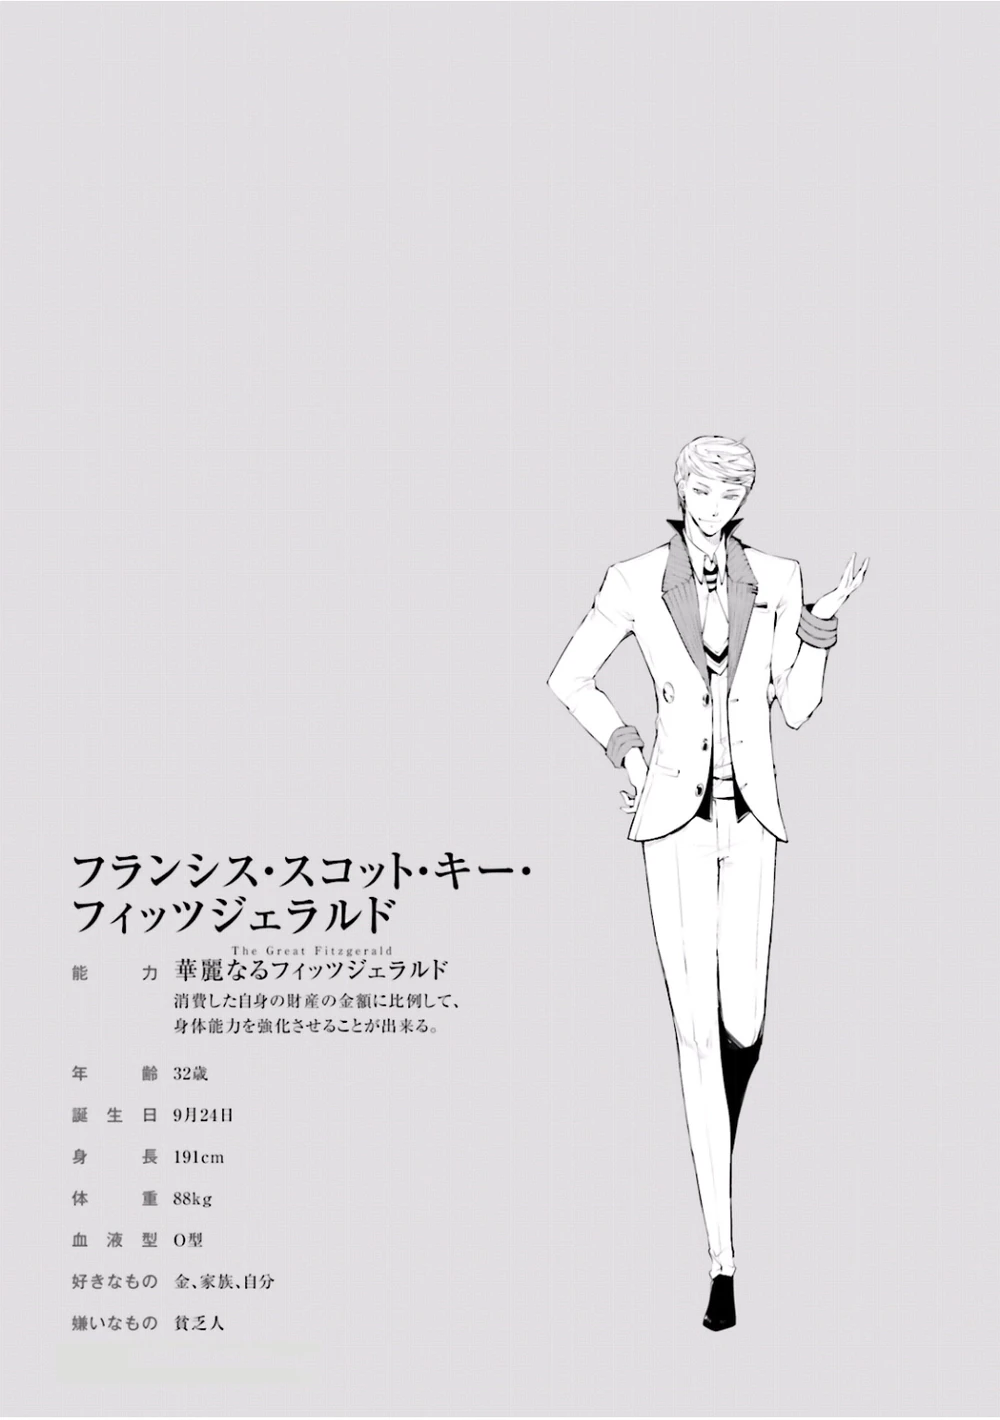 フランシス・スコット・キー・
フィッツジェラルド
The Great Fitzgerald
能力 華麗なるフィッツジェラルド
消費した自身の財産の金額に比例して、
身体能力を強化させることが出来る。
年齢 32歳
誕生日 9月24日
身長 191cm
体重 88kg
血液型 O型
好きなもの 金、家族、自分
嫌いなもの 貧乏人